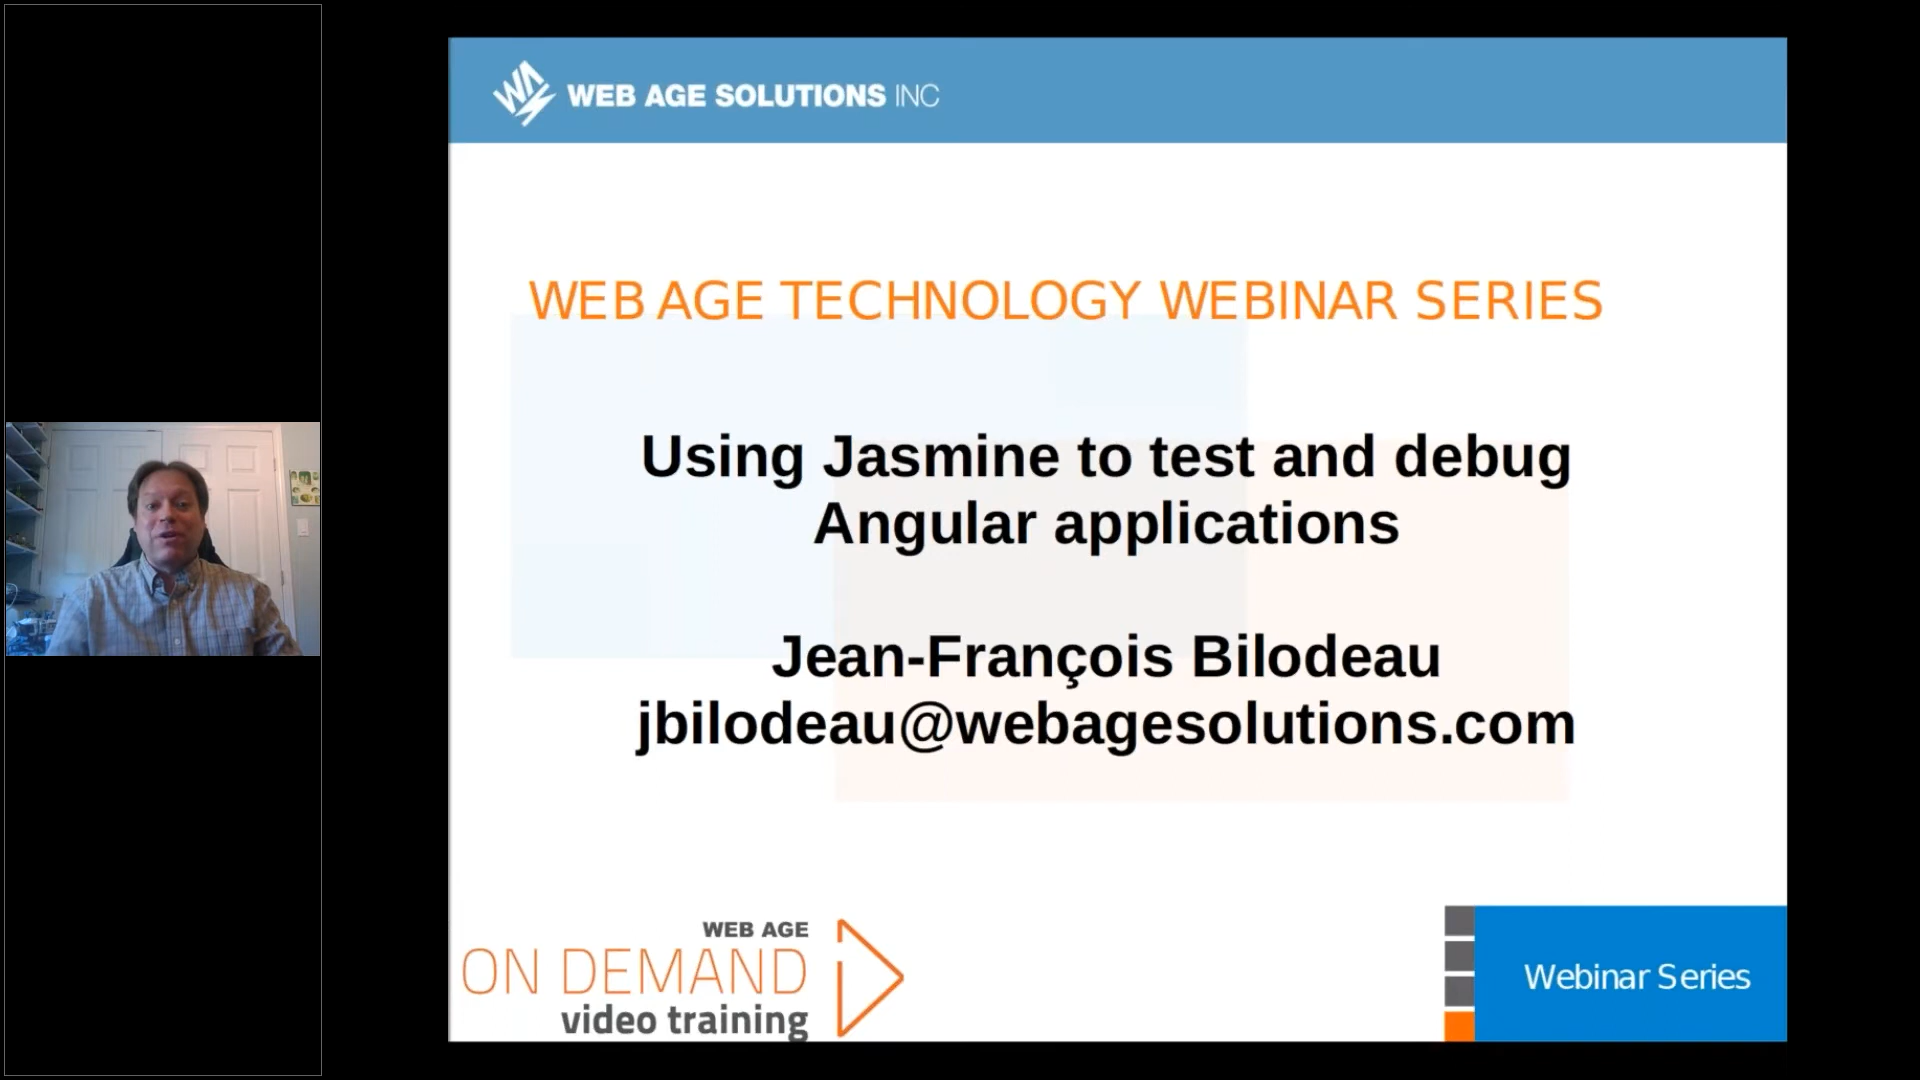 WEB AGE SOLUTIONS INC
WEB AGE TECHNOLOGY WEBINAR SERIES
Using Jasmine to test and debug
Angular applications
Jean-François Bilodeau
jbilodeau@webagesolutions.com
WEB AGE
ON DEMAND
video training
Webinar Series